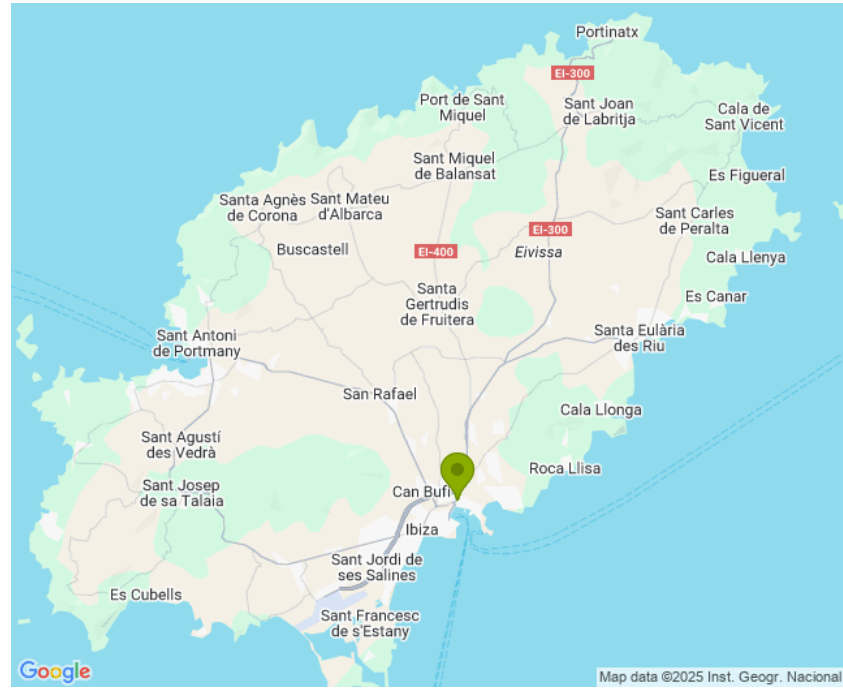 Portinatx
EI-300
Port de Sant
Miquel
Sant Joan
de Labritja
Cala de
Sant Vicent
Sant Miquel
de Balansat
Es Figueral
Santa Agnès
de Corona
Sant Mateu
d'Albarca
Sant Carles
de Peralta
EI-300
Buscastell
EI-400
Eivissa
Cala Llenya
Santa
Gertrudis
de Fruitera
Es Canar
Sant Antoni
de Portmany
Santa Eulària
des Riu
San Rafael
Cala Llonga
Sant Agustí
des Vedrà
Roca Llisa
Sant Josep
de sa Talaia
Can Bufí
Ibiza
Sant Jordi de
ses Salines
Es Cubells
Sant Francesc
de s'Estany
Google
Map data ©2025 Inst. Geogr. Nacional